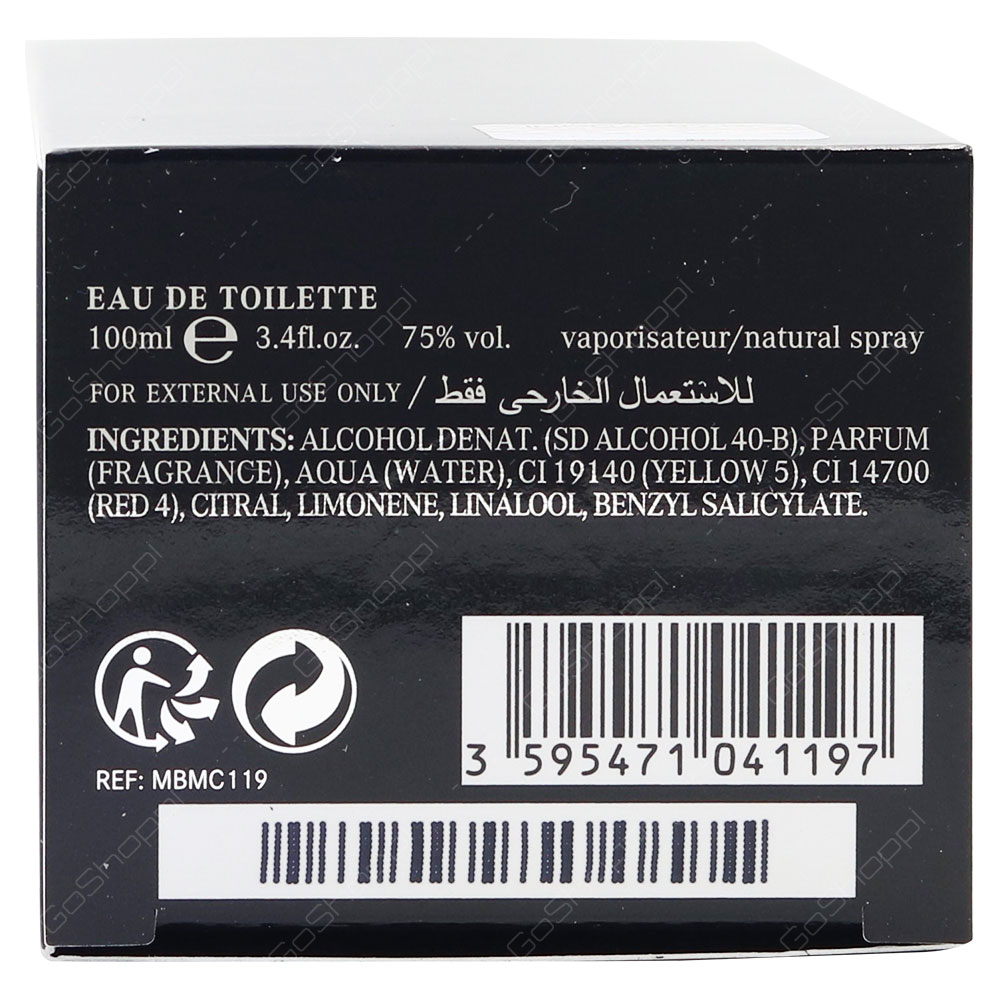 EAU DE TOILETTE
100ml ℮ 3.4fl.oz. 75% vol. vaporisateur/natural spray
FOR EXTERNAL USE ONLY / للاستعمال الخارجى فقط
INGREDIENTS: ALCOHOL DENAT. (SD ALCOHOL 40-B), PARFUM
(FRAGRANCE), AQUA (WATER), CI 19140 (YELLOW 5), CI 14700
(RED 4), CITRAL, LIMONENE, LINALOOL, BENZYL SALICYLATE.
REF: MBMC119
3 595471 041197
GoShoppi